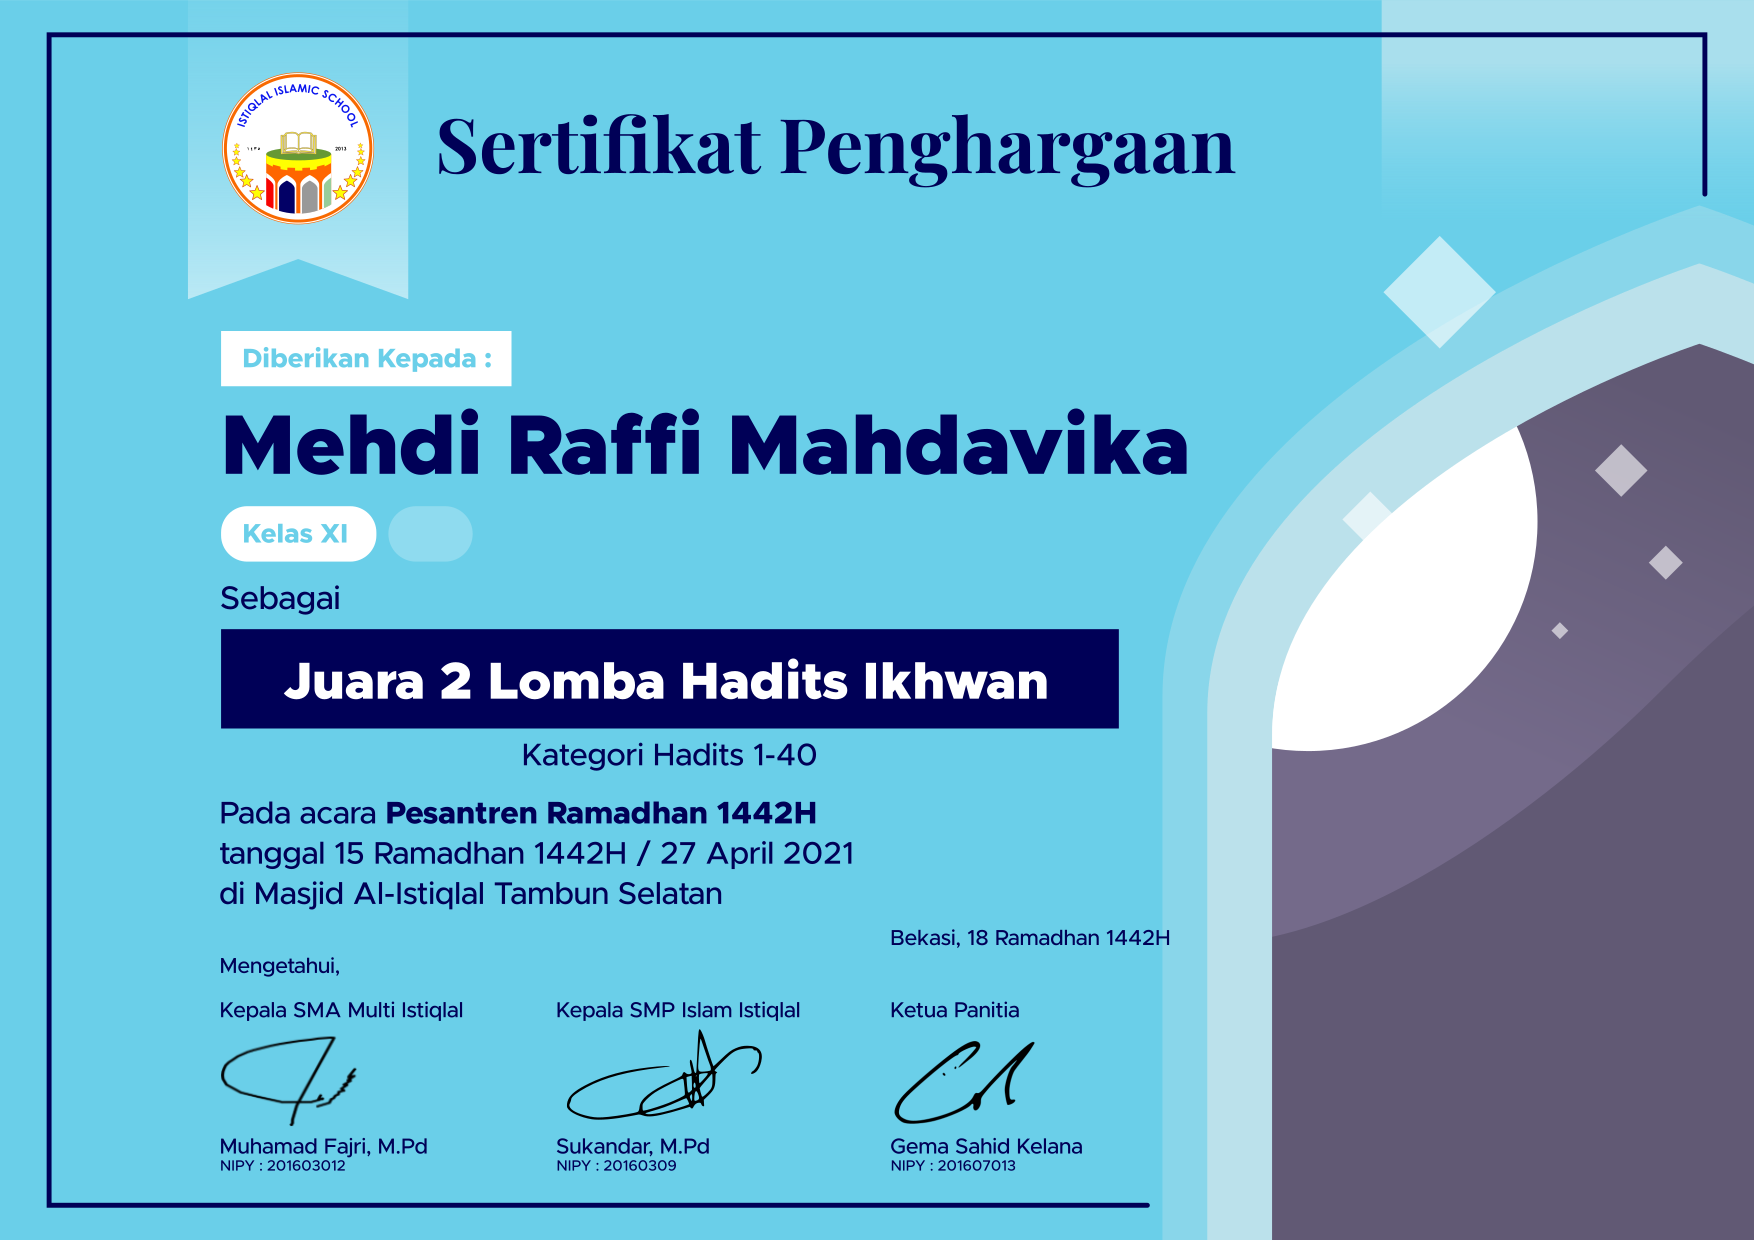 ISTIQLAL ISLAMIC SCHOOL
١٤٣٥
2013
Sertifikat Penghargaan
Diberikan Kepada :
Mehdi Raffi Mahdavika
Kelas XI
Sebagai
Juara 2 Lomba Hadits Ikhwan
Kategori Hadits 1-40
Pada acara Pesantren Ramadhan 1442H
tanggal 15 Ramadhan 1442H / 27 April 2021
di Masjid Al-Istiqlal Tambun Selatan
Bekasi, 18 Ramadhan 1442H
Mengetahui,
Kepala SMA Multi Istiqlal
Kepala SMP Islam Istiqlal
Ketua Panitia
Muhamad Fajri, M.Pd
NIPY : 201603012
Sukandar, M.Pd
NIPY : 20160309
Gema Sahid Kelana
NIPY : 201607013